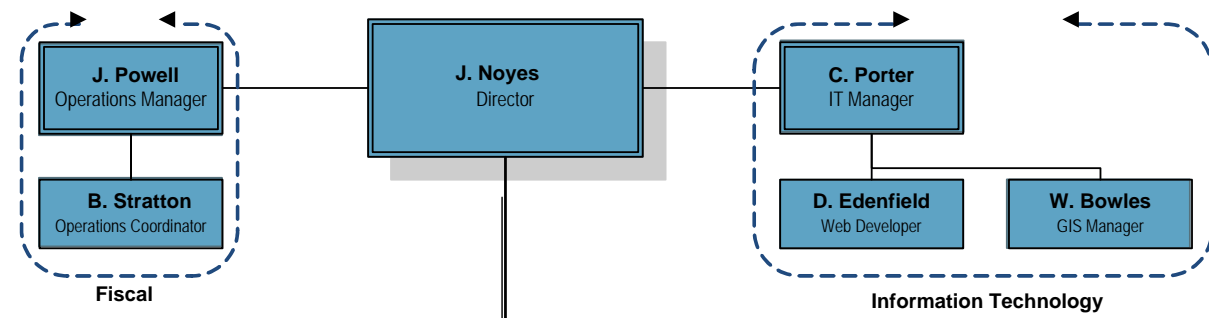 J. Powell
Operations Manager
J. Noyes
Director
C. Porter
IT Manager
B. Stratton
Operations Coordinator
D. Edenfield
Web Developer
W. Bowles
GIS Manager
Fiscal
Information Technology